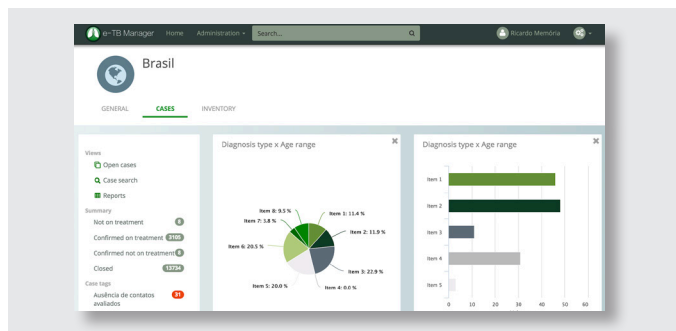 e-TB Manager Home Administration Search... Ricardo Memória
Brasil
GENERAL CASES INVENTORY
Views
Open cases
Case search
Reports
Summary
Not on treatment
Confirmed on treatment 3105
Confirmed not on treatment
Closed 13734
Case tags
Ausência de contatos
avaliados 31
Diagnosis type x Age range
Item 8: 9.5 %
Item 7: 3.8 %
Item 6: 20.5 %
Item 5: 20.0 %
Item 1: 11.4 %
Item 2: 11.9 %
Item 3: 22.9 %
Item 4: 0.0 %
Diagnosis type x Age range
Item 1
Item 2
Item 3
Item 4
Item 5
0 10 20 30 40 50 60